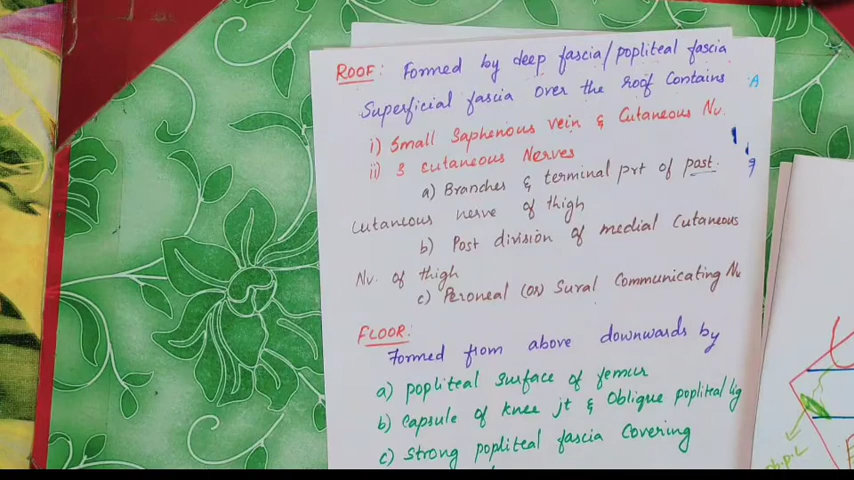 ROOF: Formed by deep fascia/popliteal fascia
Superficial fascia over the roof contains
i) Small Saphenous vein & Cutaneous Nv.
ii) 3 cutaneous Nerves
a) Branches & terminal prt of post.
cutaneous nerve of thigh
b) Post division of medial cutaneous
Nv. of thigh
c) Peroneal (or) Sural Communicating Nv
FLOOR:
Formed from above downwards by
a) popliteal surface of femur
b) capsule of knee jt & Oblique popliteal lig
c) Strong popliteal fascia covering
A
ob.p.L